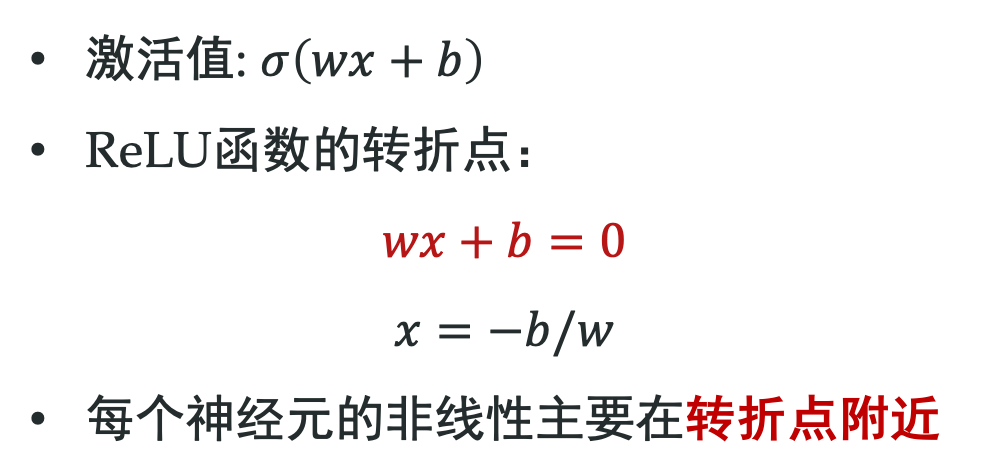 • 激活值: σ(wx + b)
• ReLU函数的转折点：
wx + b = 0
x = −b/w
• 每个神经元的非线性主要在转折点附近